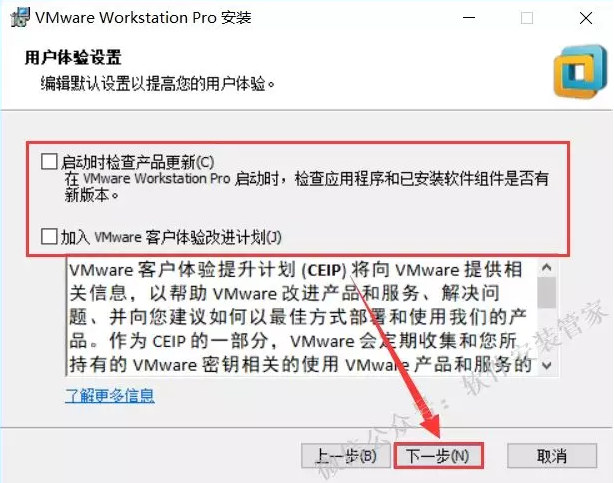 VMware Workstation Pro 安装
用户体验设置
编辑默认设置以提高您的用户体验。
启动时检查产品更新(C)
在 VMware Workstation Pro 启动时，检查应用程序和已安装软件组件是否有
新版本。
加入 VMware 客户体验改进计划(J)
VMware 客户体验提升计划 (CEIP) 将向 VMware 提供相
关信息，以帮助 VMware 改进产品和服务、解决问
题、并向您建议如何以最佳方式部署和使用我们的产
品。作为 CEIP 的一部分，VMware 会定期收集和您所
持有的 VMware 密钥相关的使用 VMware 产品和服务的
了解更多信息
上一步(B)
下一步(N)
取消
微信公众号：软件安装管家